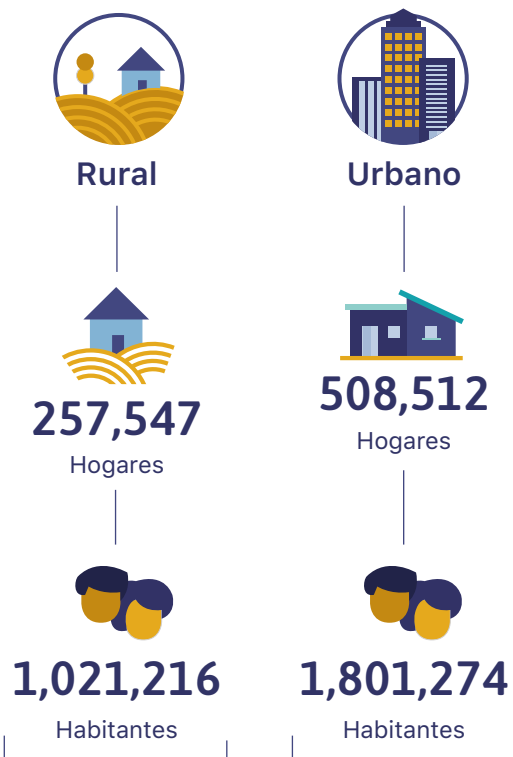 Rural
257,547
Hogares
1,021,216
Habitantes
Urbano
508,512
Hogares
1,801,274
Habitantes